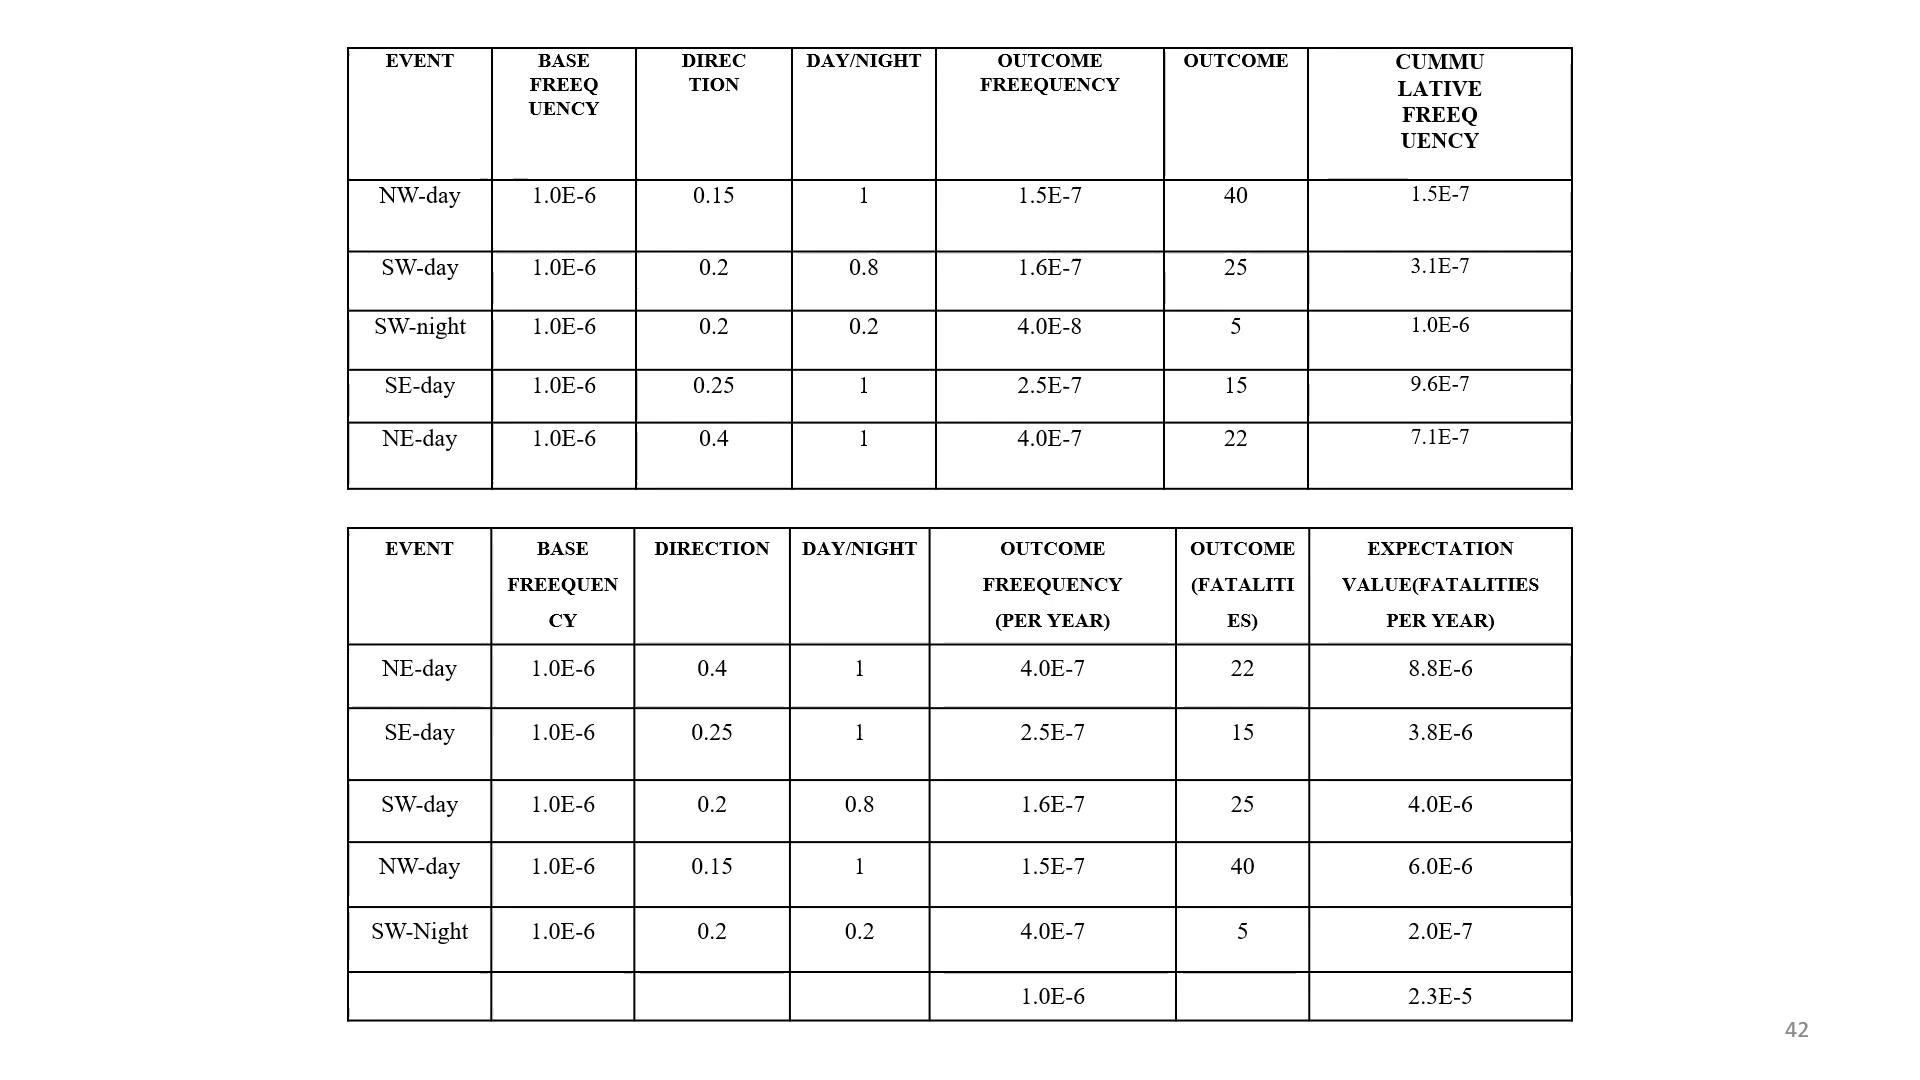 EVENT BASE DIREC DAY/NIGHT OUTCOME OUTCOME CUMMU
FREEQ TION FREEQUENCY LATIVE
UENCY FREEQ
UENCY
NW-day 1.0E-6 0.15 1 1.5E-7 40 1.5E-7
SW-day 1.0E-6 0.2 0.8 1.6E-7 25 3.1E-7
SW-night 1.0E-6 0.2 0.2 4.0E-8 5 1.0E-6
SE-day 1.0E-6 0.25 1 2.5E-7 15 9.6E-7
NE-day 1.0E-6 0.4 1 4.0E-7 22 7.1E-7
EVENT BASE DIRECTION DAY/NIGHT OUTCOME OUTCOME EXPECTATION
FREEQUEN FREEQUENCY (FATALITI VALUE(FATALITIES
CY (PER YEAR) ES) PER YEAR)
NE-day 1.0E-6 0.4 1 4.0E-7 22 8.8E-6
SE-day 1.0E-6 0.25 1 2.5E-7 15 3.8E-6
SW-day 1.0E-6 0.2 0.8 1.6E-7 25 4.0E-6
NW-day 1.0E-6 0.15 1 1.5E-7 40 6.0E-6
SW-Night 1.0E-6 0.2 0.2 4.0E-7 5 2.0E-7
1.0E-6 2.3E-5
42